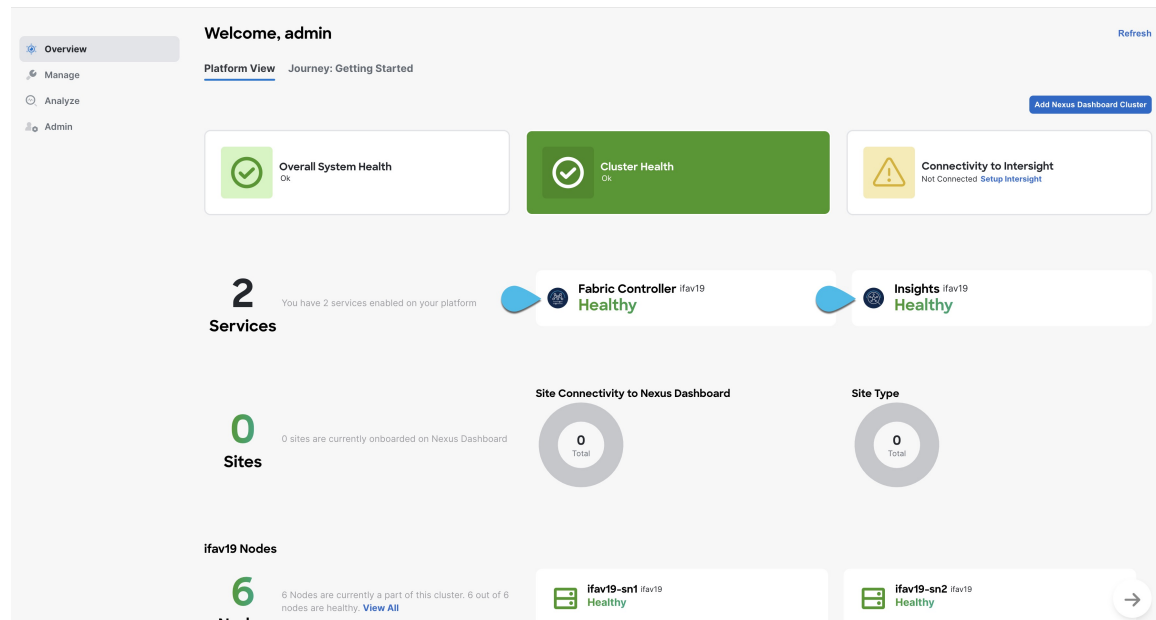 Welcome, admin
Refresh
Overview
Manage
Analyze
Admin
Platform View
Journey: Getting Started
Add Nexus Dashboard Cluster
Overall System Health
Ok
Cluster Health
Ok
Connectivity to Intersight
Not Connected Setup Intersight
2
Services
You have 2 services enabled on your platform
Fabric Controller ifav19
Healthy
Insights ifav19
Healthy
0
Sites
0 sites are currently onboarded on Nexus Dashboard
Site Connectivity to Nexus Dashboard
0
Total
Site Type
0
Total
ifav19 Nodes
6
6 Nodes are currently a part of this cluster. 6 out of 6
nodes are healthy. View All
ifav19-sn1 ifav19
Healthy
ifav19-sn2 ifav19
Healthy